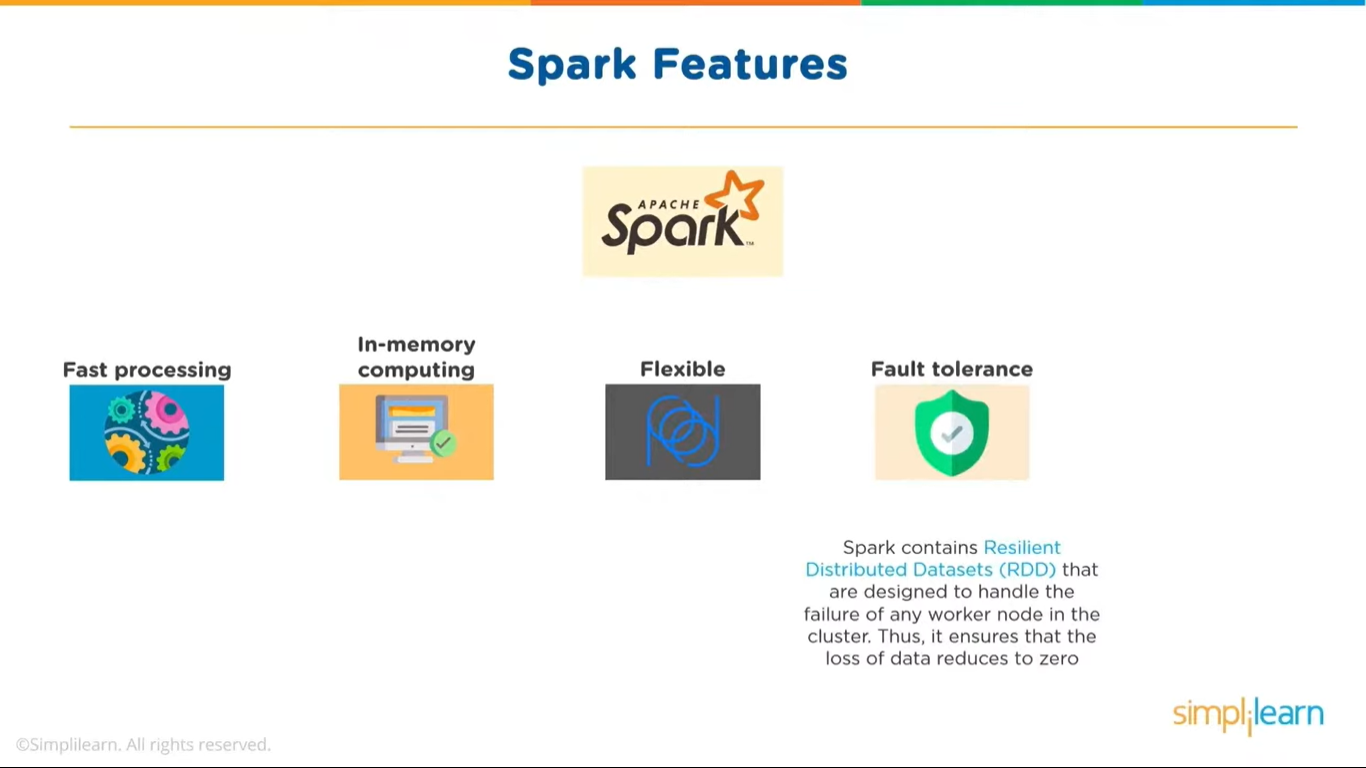 Spark Features
APACHE
Spark™
Fast processing
In-memory
computing
Flexible
Fault tolerance
Spark contains Resilient
Distributed Datasets (RDD) that
are designed to handle the
failure of any worker node in the
cluster. Thus, it ensures that the
loss of data reduces to zero
simplilearn
©Simplilearn. All rights reserved.